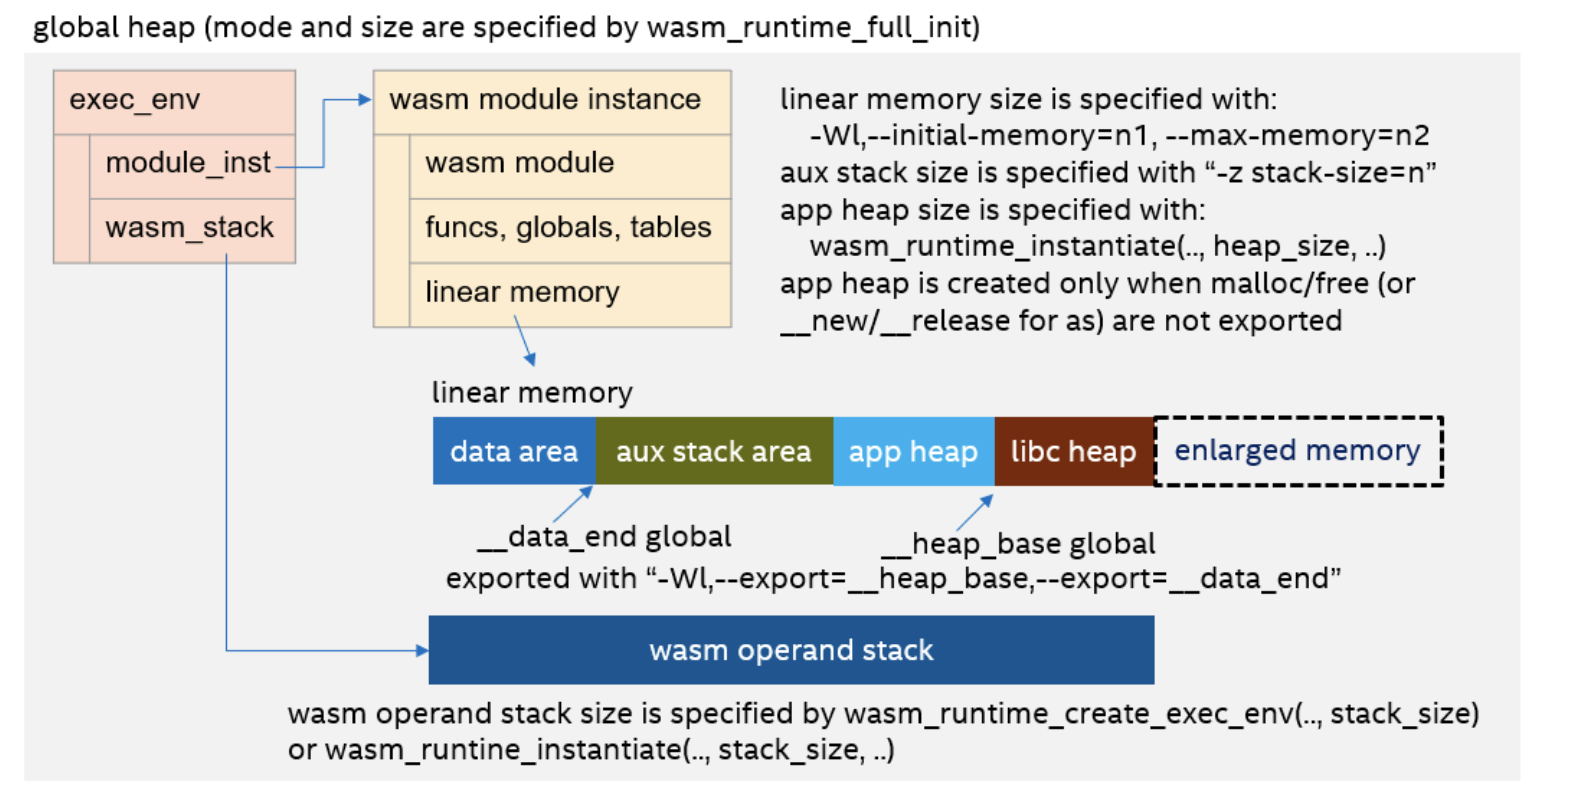 global heap (mode and size are specified by wasm_runtime_full_init)
exec_env
module_inst
wasm_stack
wasm module instance
wasm module
funcs, globals, tables
linear memory
linear memory size is specified with:
-Wl,--initial-memory=n1, --max-memory=n2
aux stack size is specified with “-z stack-size=n”
app heap size is specified with:
wasm_runtime_instantiate(.., heap_size, ..)
app heap is created only when malloc/free (or
__new/__release for as) are not exported
linear memory
data area
aux stack area
app heap
libc heap
enlarged memory
__data_end global
__heap_base global
exported with “-Wl,--export=__heap_base,--export=__data_end”
wasm operand stack
wasm operand stack size is specified by wasm_runtime_create_exec_env(.., stack_size)
or wasm_runtine_instantiate(.., stack_size, ..)